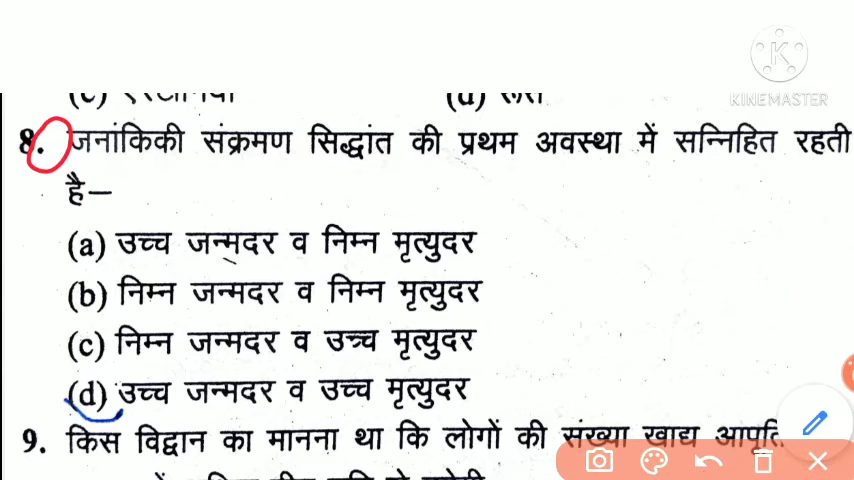 KINEMASTER
8. जनांकिकी संक्रमण सिद्धांत की प्रथम अवस्था में सन्निहित रहती
है–
(a) उच्च जन्मदर व निम्न मृत्युदर
(b) निम्न जन्मदर व निम्न मृत्युदर
(c) निम्न जन्मदर व उच्च मृत्युदर
(d) उच्च जन्मदर व उच्च मृत्युदर
9. किस विद्वान का मानना था कि लोगों की संख्या खाद्य